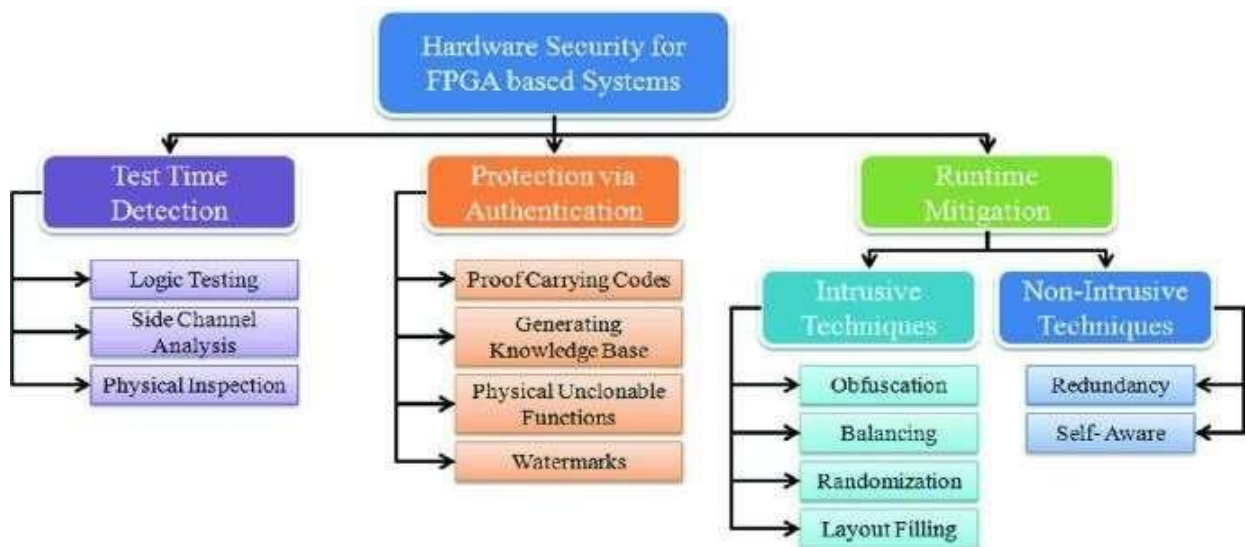 Hardware Security for
FPGA based Systems
Test Time
Detection
Logic Testing
Side Channel
Analysis
Physical Inspection
Protection via
Authentication
Proof Carrying Codes
Generating
Knowledge Base
Physical Unclonable
Functions
Watermarks
Runtime
Mitigation
Intrusive
Techniques
Obfuscation
Balancing
Randomization
Layout Filling
Non-Intrusive
Techniques
Redundancy
Self- Aware